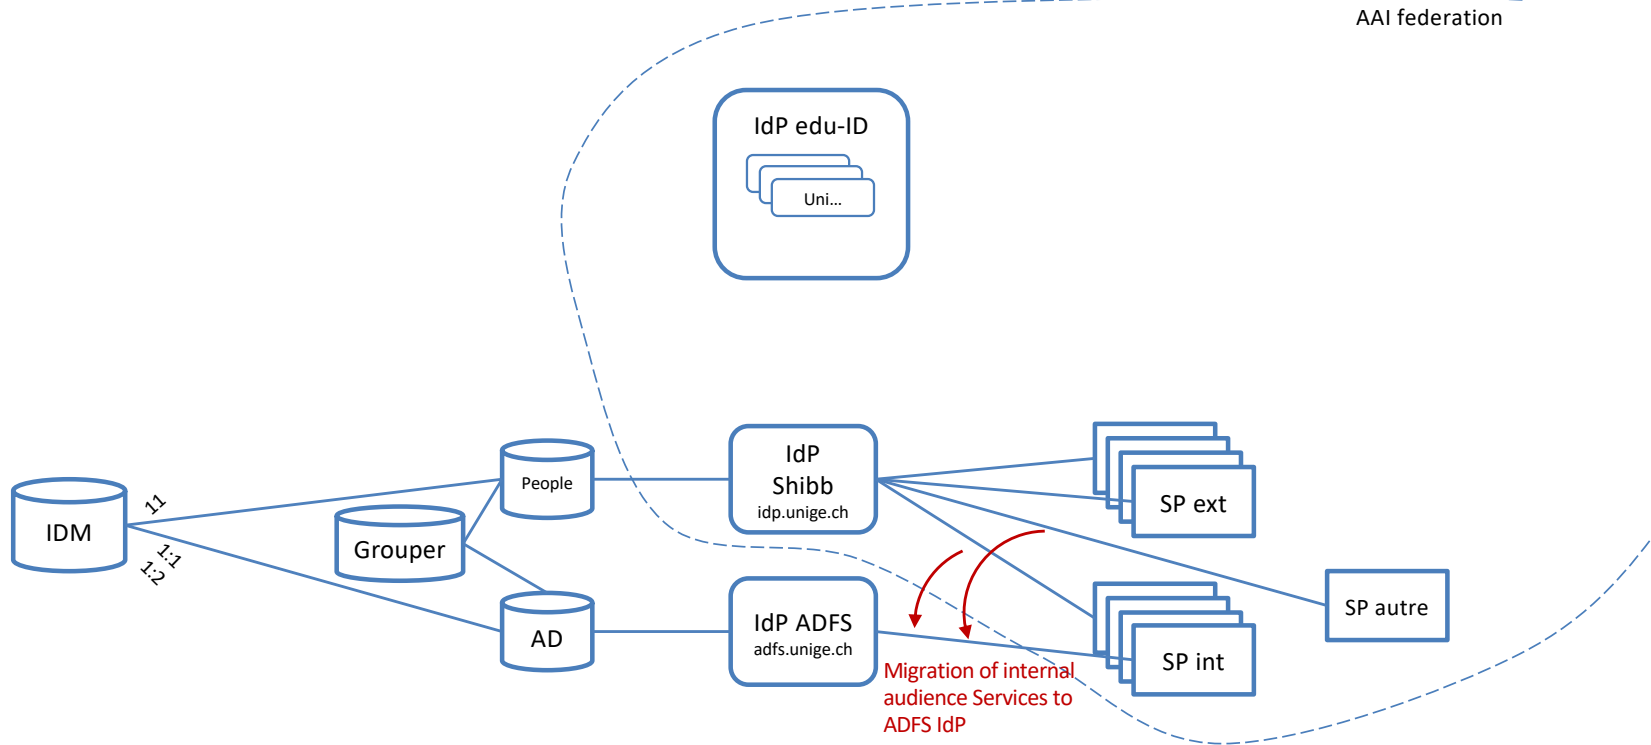 AAI federation
IdP edu-ID
Uni...
IdP
Shibb
idp.unige.ch
People
SP ext
IDM
11
1:1
1:2
Grouper
SP autre
AD
IdP ADFS
adfs.unige.ch
SP int
Migration of internal
audience Services to
ADFS IdP